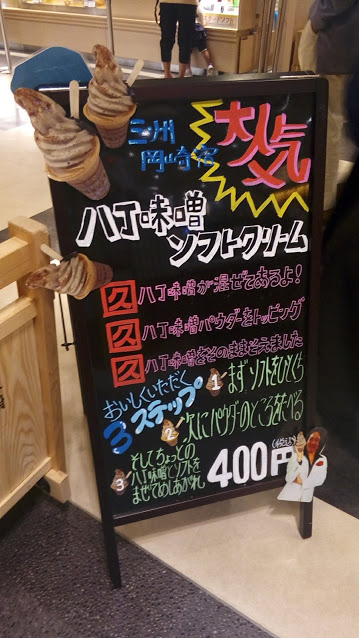 三州
岡崎宿
大人気
八丁味噌
ソフトクリーム
久 八丁味噌が混ぜてあるよ!
久 八丁味噌パウダーをトッピング
久 八丁味噌をそのままそえました
おいしくいただく
3ステップ
1 まずソフトをひとくち
2 次にパウダーのところを食べる
3 そしてちょっとの
八丁味噌とソフトを
まぜてめしあがれ
(税込)
400円